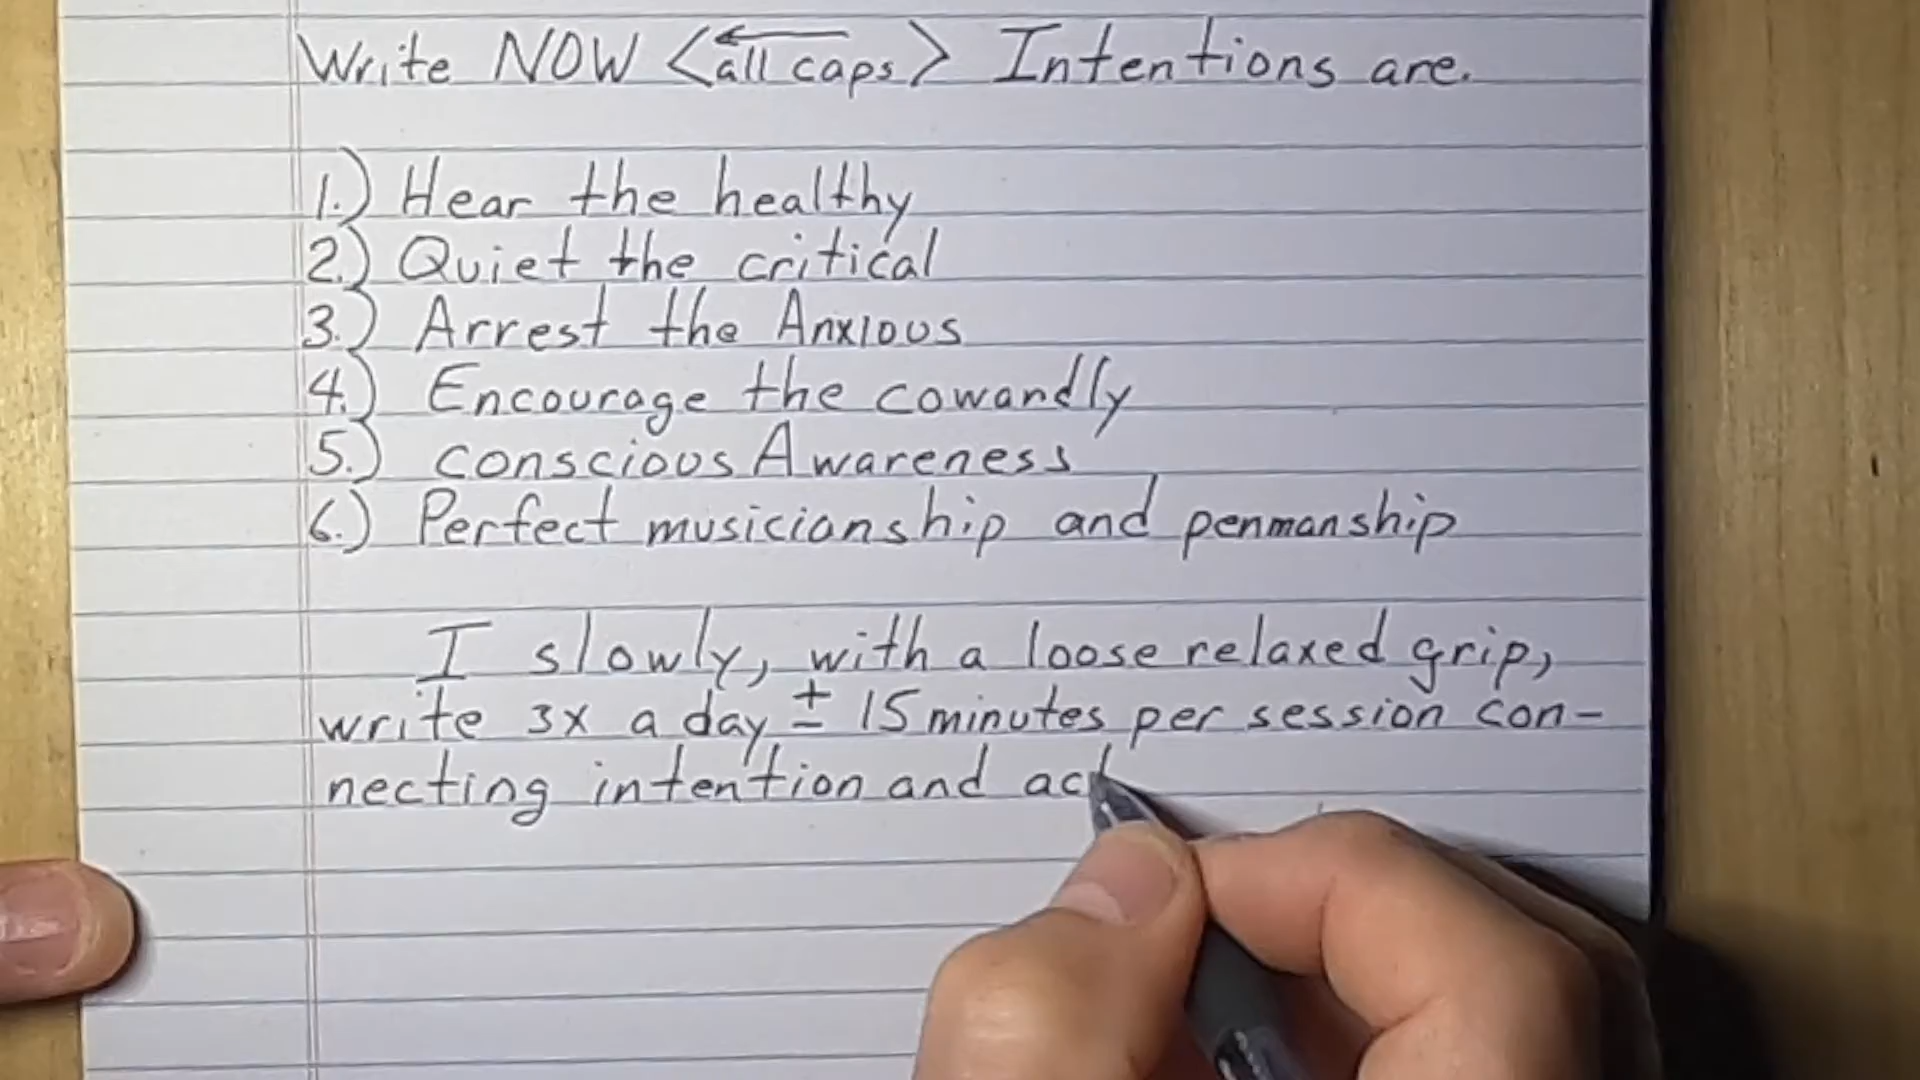 Write NOW <all caps> Intentions are.
1.) Hear the healthy
2.) Quiet the critical
3.) Arrest the Anxious
4.) Encourage the cowardly
5.) conscious Awareness
6.) Perfect musicianship and penmanship
I slowly, with a loose relaxed grip,
write 3x a day ± 15 minutes per session con-
necting intention and act